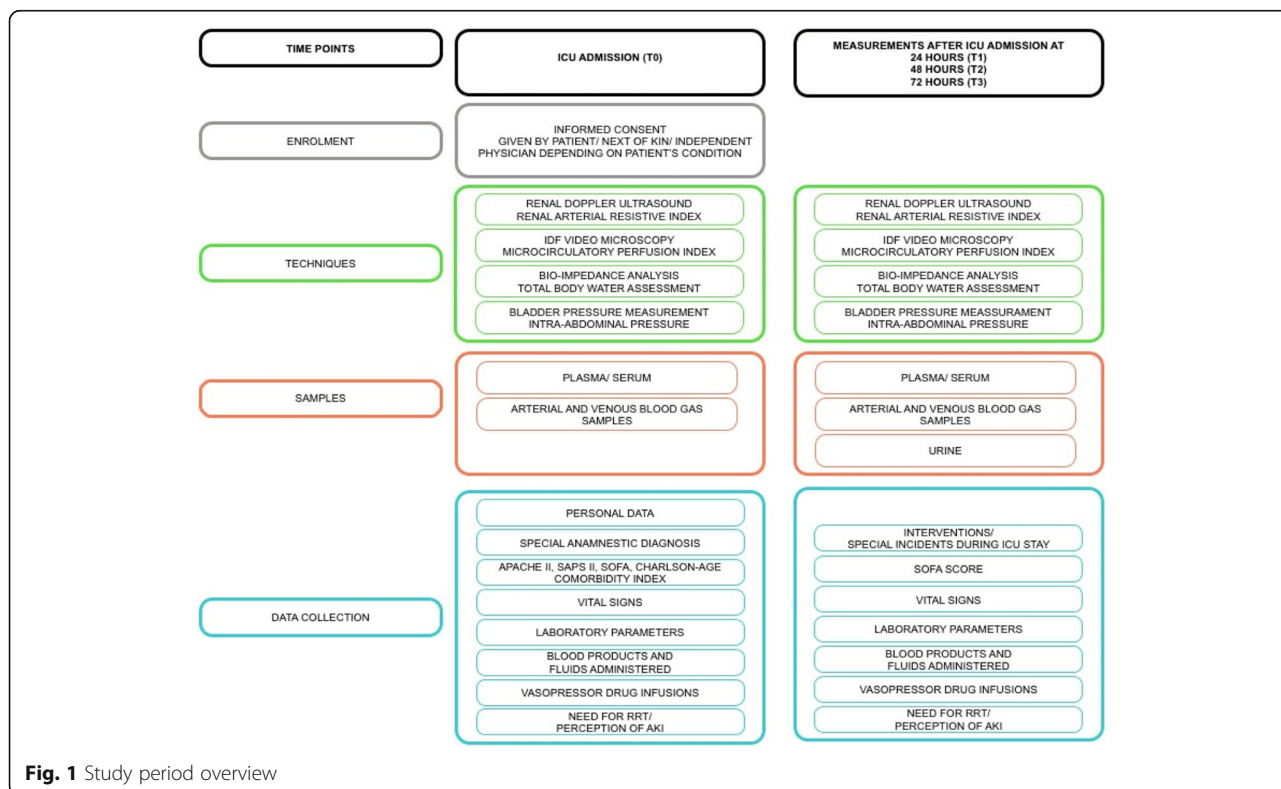 TIME POINTS
ICU ADMISSION (T0)
MEASUREMENTS AFTER ICU ADMISSION AT
24 HOURS (T1)
48 HOURS (T2)
72 HOURS (T3)
ENROLMENT
INFORMED CONSENT
GIVEN BY PATIENT/ NEXT OF KIN/ INDEPENDENT
PHYSICIAN DEPENDING ON PATIENT'S CONDITION
TECHNIQUES
RENAL DOPPLER ULTRASOUND
RENAL ARTERIAL RESISTIVE INDEX
IDF VIDEO MICROSCOPY
MICROCIRCULATORY PERFUSION INDEX
BIO-IMPEDANCE ANALYSIS
TOTAL BODY WATER ASSESSMENT
BLADDER PRESSURE MEASUREMENT
INTRA-ABDOMINAL PRESSURE
RENAL DOPPLER ULTRASOUND
RENAL ARTERIAL RESISTIVE INDEX
IDF VIDEO MICROSCOPY
MICROCIRCULATORY PERFUSION INDEX
BIO-IMPEDANCE ANALYSIS
TOTAL BODY WATER ASSESSMENT
BLADDER PRESSURE MEASSURAMENT
INTRA-ABDOMINAL PRESSURE
SAMPLES
PLASMA/ SERUM
ARTERIAL AND VENOUS BLOOD GAS
SAMPLES
PLASMA/ SERUM
ARTERIAL AND VENOUS BLOOD GAS
SAMPLES
URINE
DATA COLLECTION
PERSONAL DATA
SPECIAL ANAMNESTIC DIAGNOSIS
APACHE II, SAPS II, SOFA, CHARLSON-AGE
COMORBIDITY INDEX
VITAL SIGNS
LABORATORY PARAMETERS
BLOOD PRODUCTS AND
FLUIDS ADMINISTERED
VASOPRESSOR DRUG INFUSIONS
NEED FOR RRT/
PERCEPTION OF AKI
INTERVENTIONS/
SPECIAL INCIDENTS DURING ICU STAY
SOFA SCORE
VITAL SIGNS
LABORATORY PARAMETERS
BLOOD PRODUCTS AND
FLUIDS ADMINISTERED
VASOPRESSOR DRUG INFUSIONS
NEED FOR RRT/
PERCEPTION OF AKI
Fig. 1 Study period overview